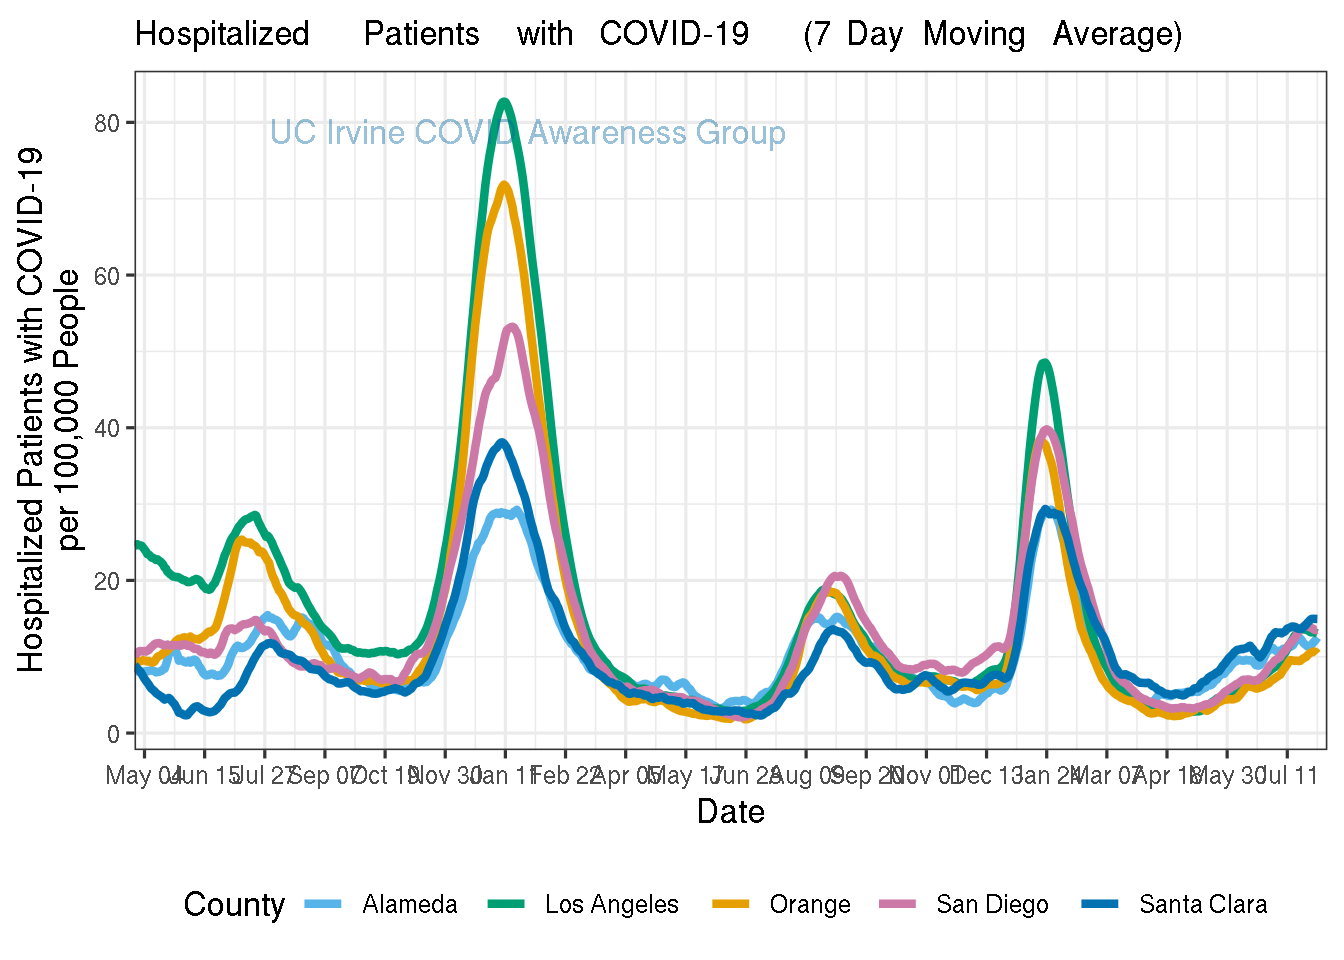 Hospitalized Patients with COVID-19 (7 Day Moving Average)
UC Irvine COVID Awareness Group
Hospitalized Patients with COVID-19
per 100,000 People
80
60
40
20
0
May 04 Jun 15 Jul 27 Sep 07 Oct 19 Nov 30 Jan 11 Feb 22 Apr 05 May 17 Jun 28 Aug 09 Sep 20 Nov 01 Dec 13 Jan 24 Mar 07 Apr 18 May 30 Jul 11
Date
County Alameda Los Angeles Orange San Diego Santa Clara